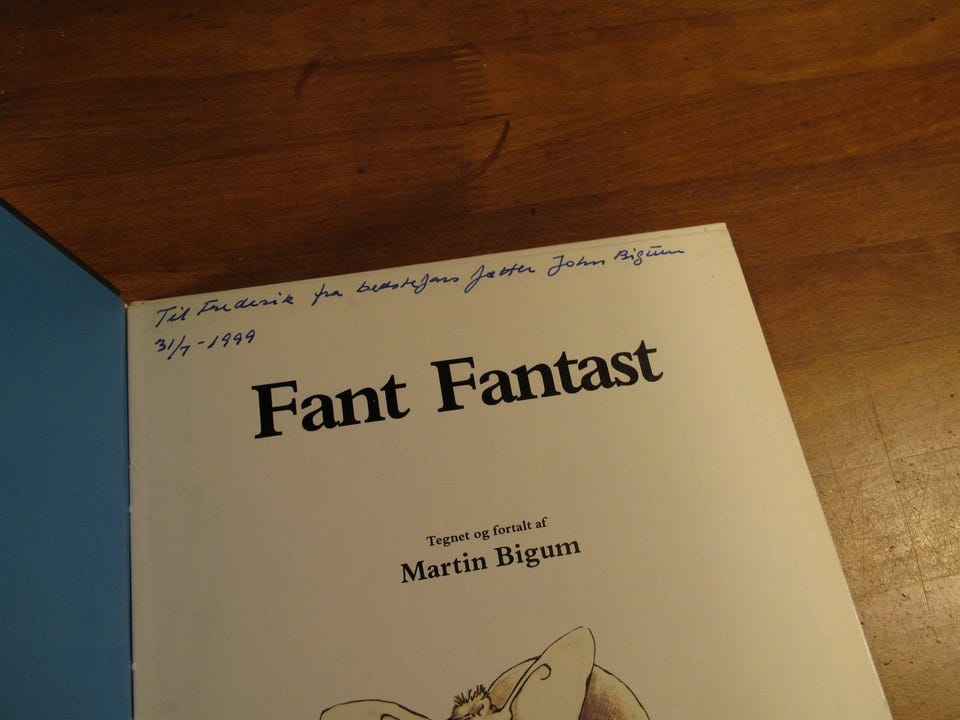 Til Frederik fra bedstefars fætter John Bigum
31/7-1999
Fant Fantast
Tegnet og fortalt af
Martin Bigum